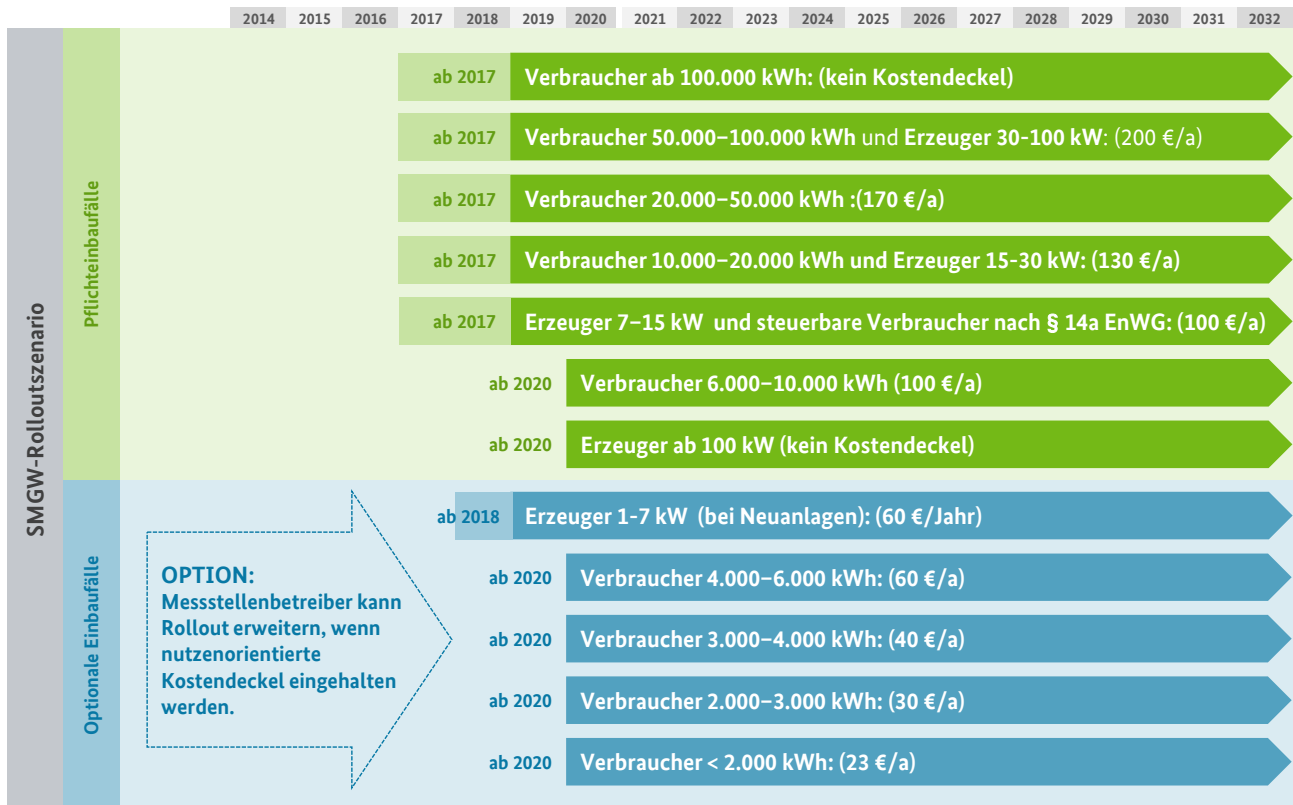 2014 2015 2016 2017 2018 2019 2020 2021 2022 2023 2024 2025 2026 2027 2028 2029 2030 2031 2032
SMGW-Rolloutszenario
Pflichteinbaufälle
ab 2017 Verbraucher ab 100.000 kWh: (kein Kostendeckel)
ab 2017 Verbraucher 50.000–100.000 kWh und Erzeuger 30-100 kW: (200 €/a)
ab 2017 Verbraucher 20.000–50.000 kWh :(170 €/a)
ab 2017 Verbraucher 10.000–20.000 kWh und Erzeuger 15-30 kW: (130 €/a)
ab 2017 Erzeuger 7–15 kW und steuerbare Verbraucher nach § 14a EnWG: (100 €/a)
ab 2020 Verbraucher 6.000–10.000 kWh (100 €/a)
ab 2020 Erzeuger ab 100 kW (kein Kostendeckel)
Optionale Einbaufälle
OPTION:
Messstellenbetreiber kann
Rollout erweitern, wenn
nutzenorientierte
Kostendeckel eingehalten
werden.
ab 2018 Erzeuger 1-7 kW (bei Neuanlagen): (60 €/Jahr)
ab 2020 Verbraucher 4.000–6.000 kWh: (60 €/a)
ab 2020 Verbraucher 3.000–4.000 kWh: (40 €/a)
ab 2020 Verbraucher 2.000–3.000 kWh: (30 €/a)
ab 2020 Verbraucher < 2.000 kWh: (23 €/a)